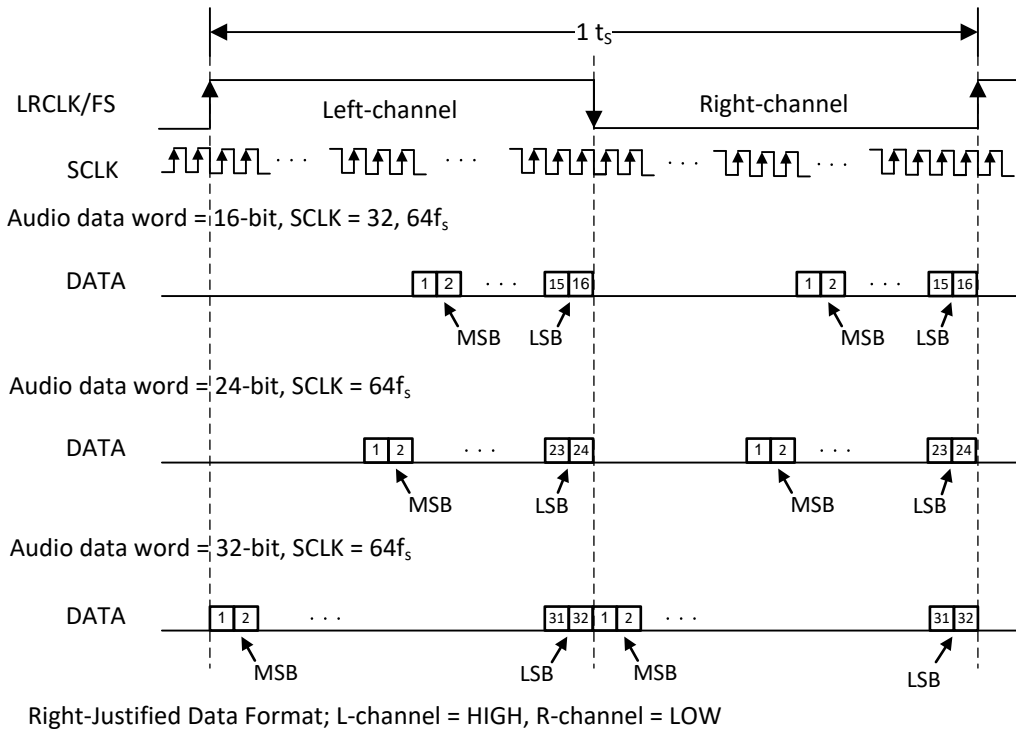 1 tS
LRCLK/FS
Left-channel
Right-channel
SCLK
. . .
. . .
. . .
. . .
Audio data word = 16-bit, SCLK = 32, 64fs
DATA
1 2 . . . 15 16 1 2 . . . 15 16
MSB LSB MSB LSB
Audio data word = 24-bit, SCLK = 64fs
DATA
1 2 . . . 23 24 1 2 . . . 23 24
MSB LSB MSB LSB
Audio data word = 32-bit, SCLK = 64fs
DATA
1 2 . . . 31 32 1 2 . . . 31 32
MSB LSB MSB LSB
Right-Justified Data Format; L-channel = HIGH, R-channel = LOW